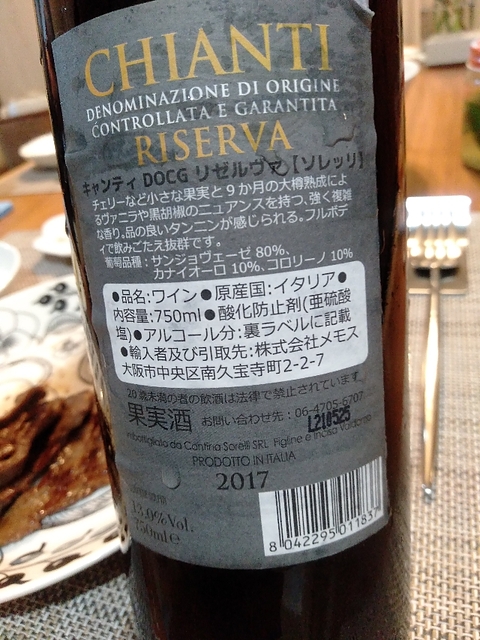 CHIANTI
DENOMINAZIONE DI ORIGINE
CONTROLLATA E GARANTITA
RISERVA
キャンティ DOCG リゼルヴァ【ソレッリ】
チェリーなど小さな果実と9か月の大樽熟成によ
るヴァニラや黒胡椒のニュアンスを持つ、強く複雑
な香り。品の良いタンニンが感じられる。フルボデ
ィで飲みごたえ抜群です。
葡萄品種：サンジョヴェーゼ 80%、
カナイオーロ 10%、コロリーノ 10%
●品名:ワイン●原産国:イタリア●
内容量:750ml●酸化防止剤(亜硫酸
塩)●アルコール分:裏ラベルに記載
●輸入者及び引取先:株式会社メモス
大阪市中央区南久宝寺町2-2-7
20歳未満の者の飲酒は法律で禁止されています
果実酒 お問い合わせ先：06-4705-6707
L210525
Imbottigliato da Cantina Sorelli SRL Figline e Incisa Valdarno
PRODOTTO IN ITALIA
2017
13.0%Vol.
750ml e
8 042295 011837